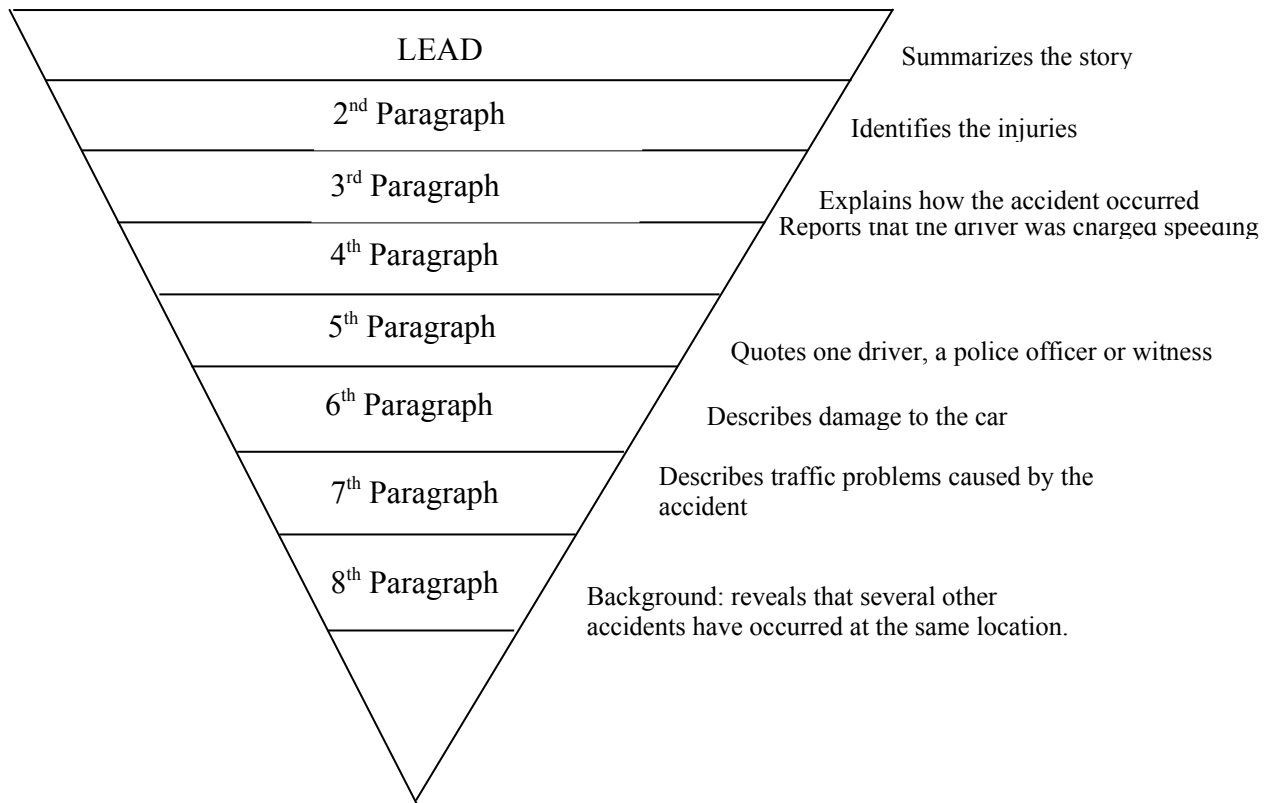 LEAD
Summarizes the story
2nd Paragraph
Identifies the injuries
3rd Paragraph
Explains how the accident occurred
Reports that the driver was charged speeding
4th Paragraph
5th Paragraph
Quotes one driver, a police officer or witness
6th Paragraph
Describes damage to the car
7th Paragraph
Describes traffic problems caused by the
accident
8th Paragraph
Background: reveals that several other
accidents have occurred at the same location.